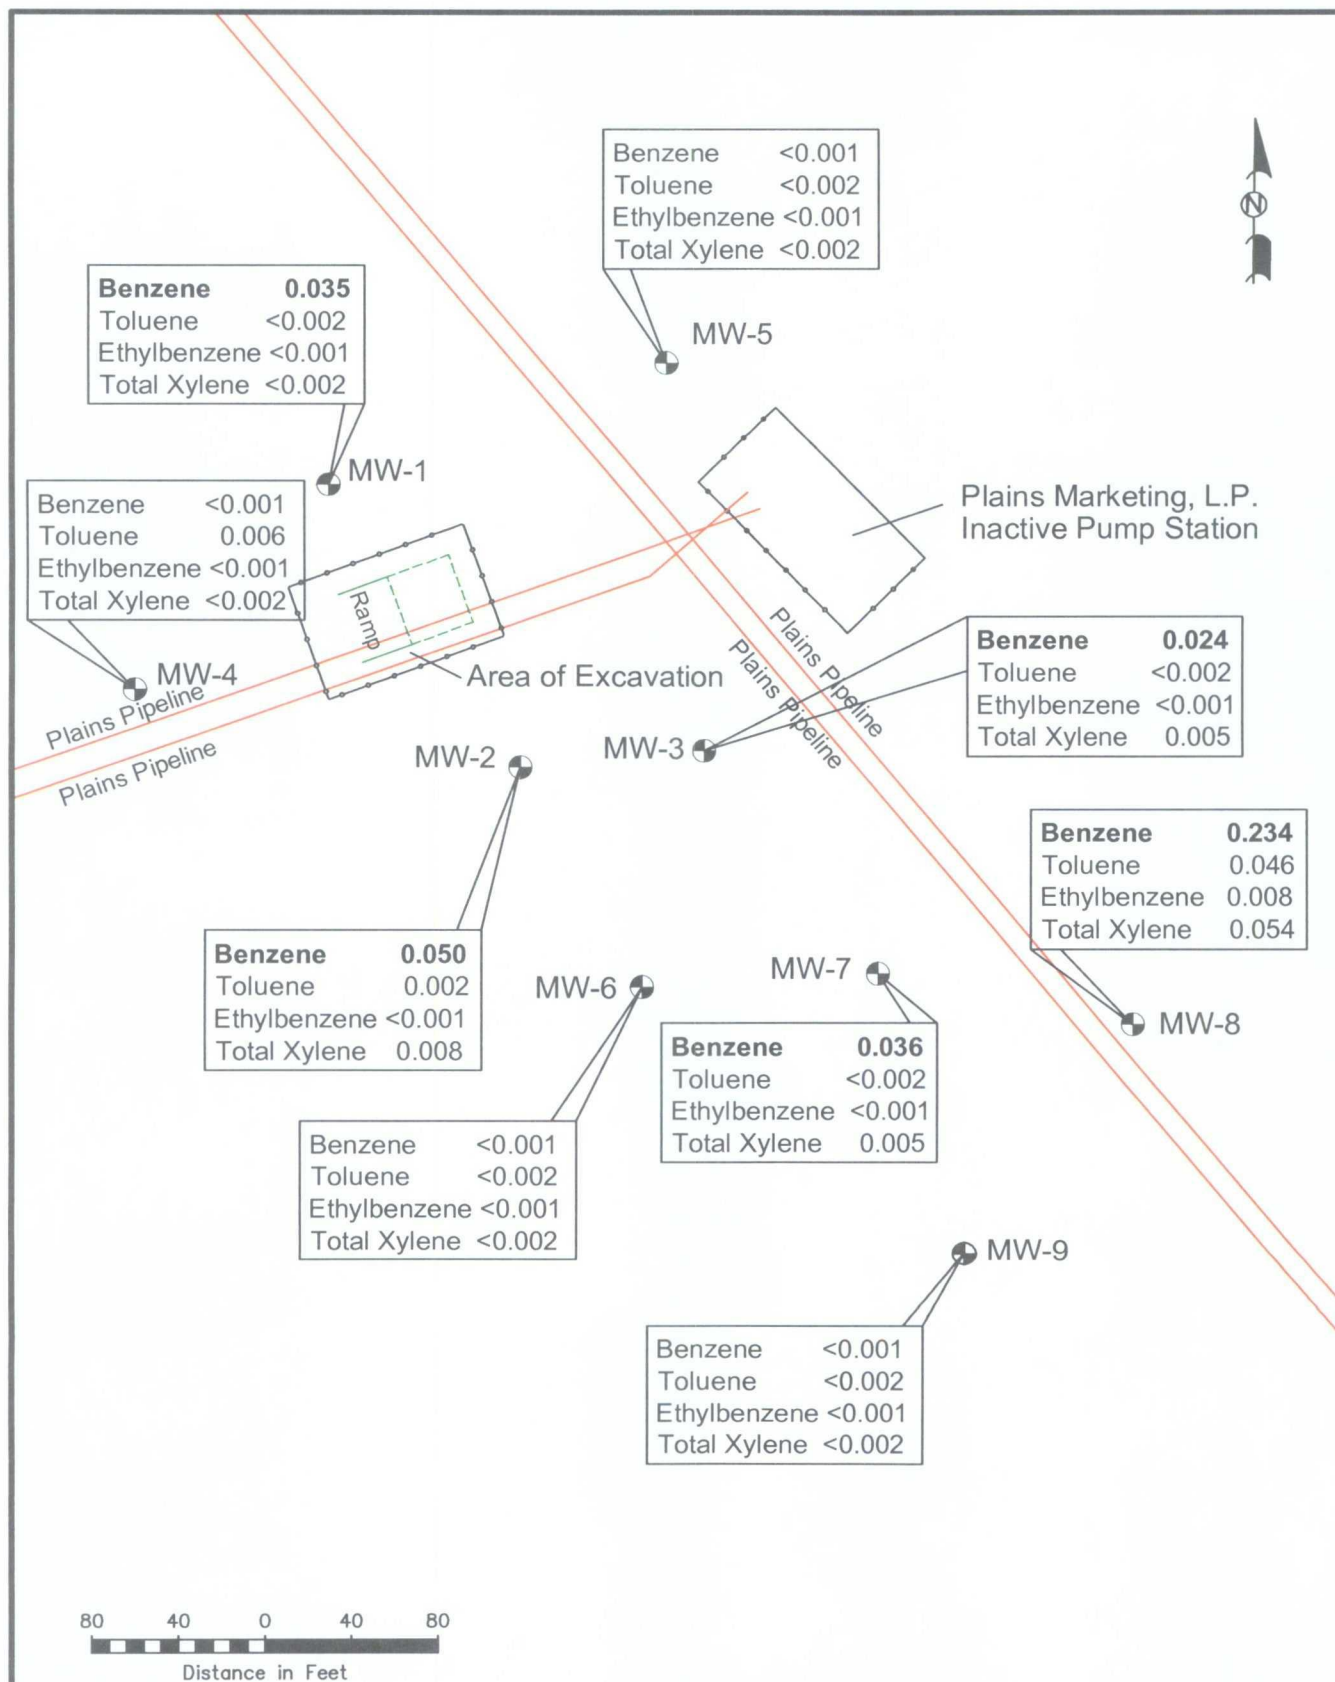 Benzene <0.001
Toluene <0.002
Ethylbenzene <0.001
Total Xylene <0.002
N
MW-5
Benzene 0.035
Toluene <0.002
Ethylbenzene <0.001
Total Xylene <0.002
MW-1
Benzene <0.001
Toluene 0.006
Ethylbenzene <0.001
Total Xylene <0.002
MW-4
Plains Marketing, L.P.
Inactive Pump Station
Ramp
Area of Excavation
Plains Pipeline
Plains Pipeline
Plains Pipeline
Plains Pipeline
Benzene 0.024
Toluene <0.002
Ethylbenzene <0.001
Total Xylene 0.005
MW-2
MW-3
Benzene 0.234
Toluene 0.046
Ethylbenzene 0.008
Total Xylene 0.054
MW-8
Benzene 0.050
Toluene 0.002
Ethylbenzene <0.001
Total Xylene 0.008
MW-6
MW-7
Benzene 0.036
Toluene <0.002
Ethylbenzene <0.001
Total Xylene 0.005
Benzene <0.001
Toluene <0.002
Ethylbenzene <0.001
Total Xylene <0.002
MW-9
Benzene <0.001
Toluene <0.002
Ethylbenzene <0.001
Total Xylene <0.002
80 40 0 40 80
Distance in Feet